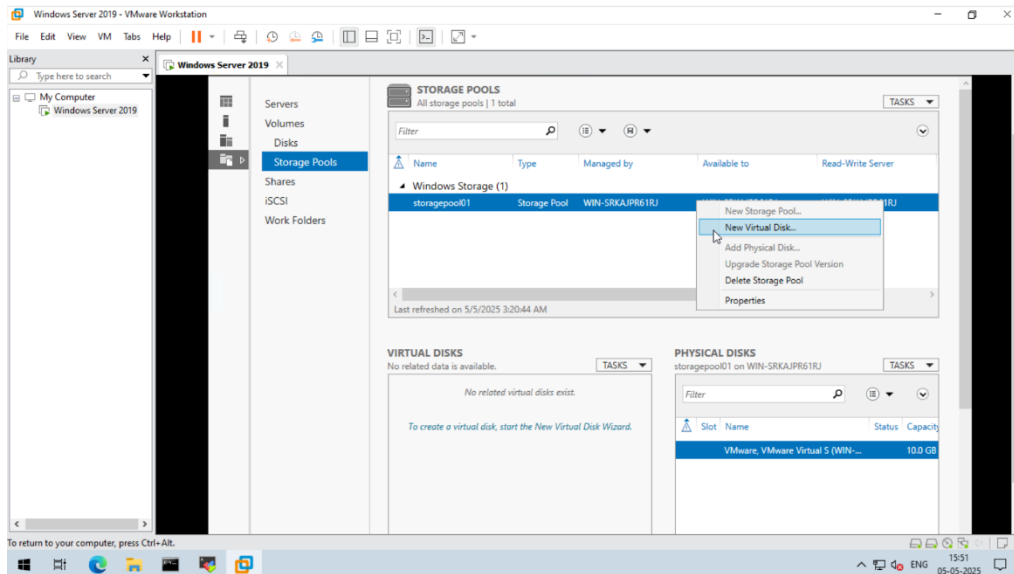 Windows Server 2019 - VMware Workstation
File Edit View VM Tabs Help
Library
Type here to search
My Computer
Windows Server 2019
Windows Server 2019
Servers
Volumes
Disks
Storage Pools
Shares
iSCSI
Work Folders
STORAGE POOLS
All storage pools | 1 total
TASKS
Filter
Name Type Managed by Available to Read-Write Server
Windows Storage (1)
storagepool01 Storage Pool WIN-SRKAJPR61RJ
New Storage Pool...
New Virtual Disk...
Add Physical Disk...
Upgrade Storage Pool Version
Delete Storage Pool
Properties
Last refreshed on 5/5/2025 3:20:44 AM
VIRTUAL DISKS
No related data is available.
TASKS
No related virtual disks exist.
To create a virtual disk, start the New Virtual Disk Wizard.
PHYSICAL DISKS
storagepool01 on WIN-SRKAJPR61RJ
TASKS
Filter
Slot Name Status Capacity
VMware, VMware Virtual S (WIN-... 10.0 GB
To return to your computer, press Ctrl+Alt.
ENG
15:51
05-05-2025